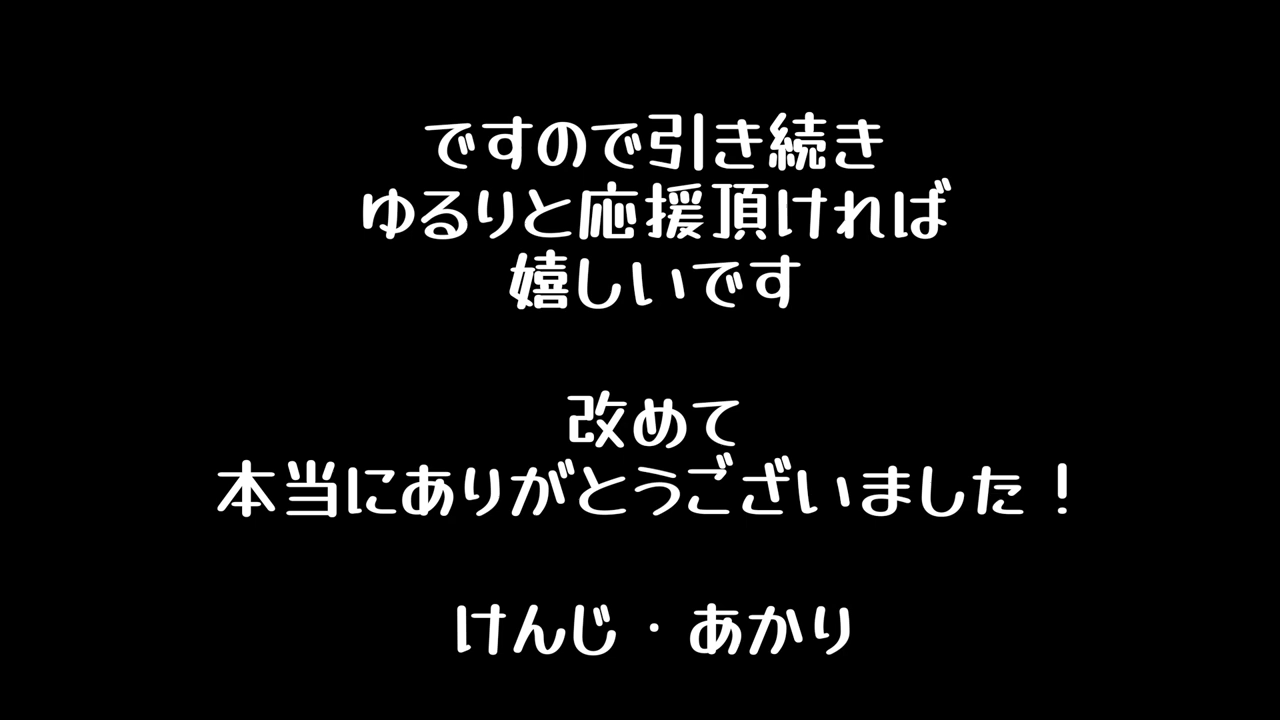 ですので引き続き
ゆるりと応援頂ければ
嬉しいです
改めて
本当にありがとうございました！
けんじ・あかり